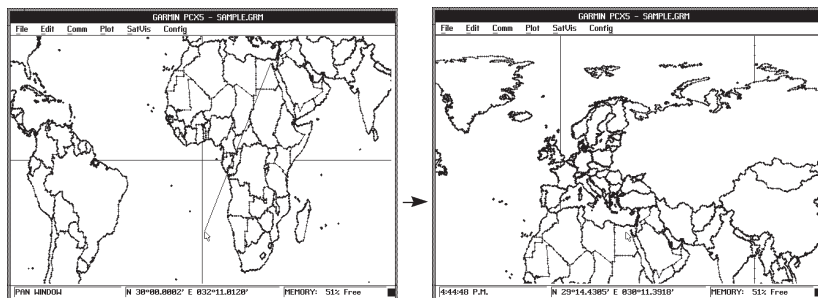 GARMIN PCX5 - SAMPLE.GRM
File Edit Comm Plot SatVis Config
PAN WINDOW N 30°00.0002' E 032°11.0120' MEMORY: 51% Free
GARMIN PCX5 - SAMPLE.GRM
File Edit Comm Plot SatVis Config
4:44:48 P.M. N 29°14.4305' E 030°11.3918' MEMORY: 51% Free